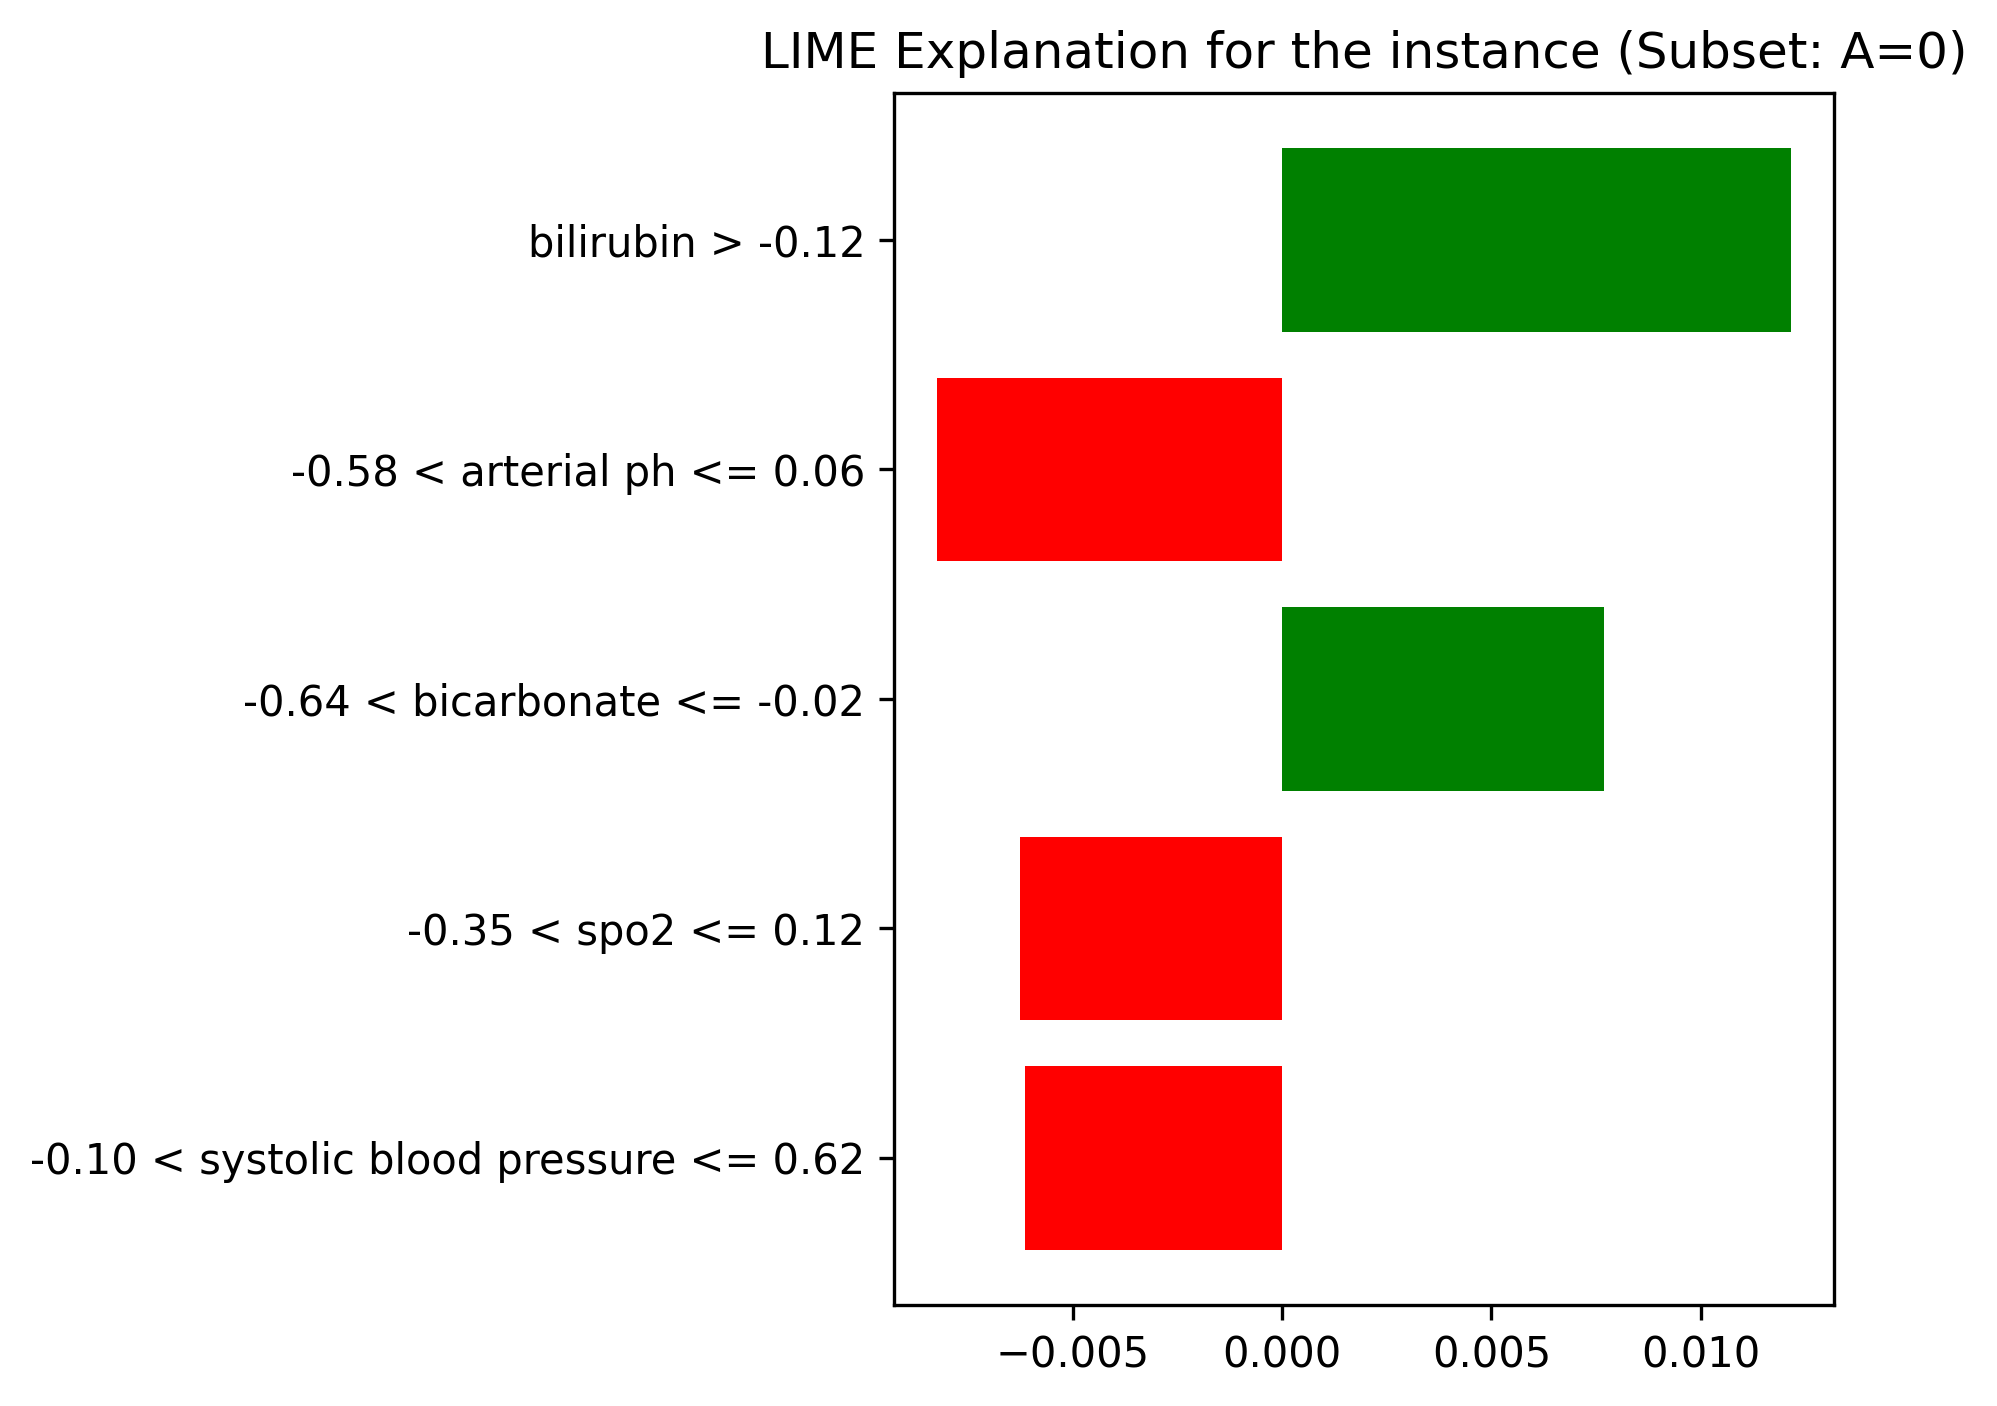 LIME Explanation for the instance (Subset: A=0)
bilirubin > -0.12
-0.58 < arterial ph <= 0.06
-0.64 < bicarbonate <= -0.02
-0.35 < spo2 <= 0.12
-0.10 < systolic blood pressure <= 0.62
−0.005 0.000 0.005 0.010